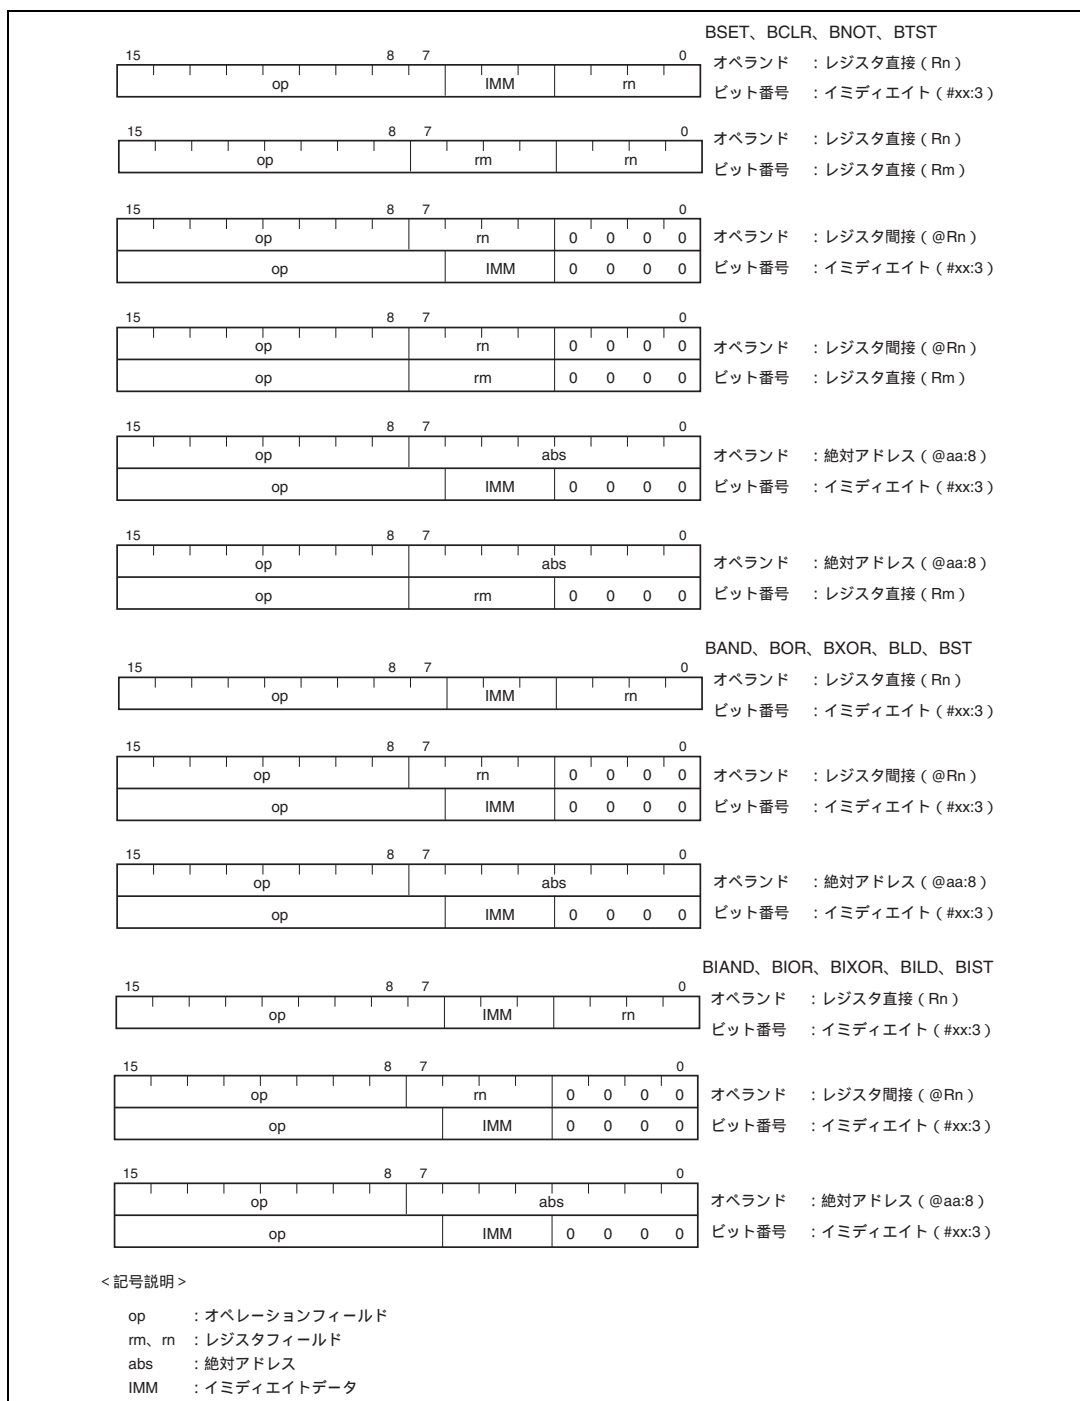 BSET、BCLR、BNOT、BTST
15 8 7 0
op IMM rn
オペランド ：レジスタ直接（Rn）
ビット番号 ：イミディエイト（#xx:3）
15 8 7 0
op rm rn
オペランド ：レジスタ直接（Rn）
ビット番号 ：レジスタ直接（Rm）
15 8 7 0
op rn 0 0 0 0
オペランド ：レジスタ間接（@Rn）
op IMM 0 0 0 0
ビット番号 ：イミディエイト（#xx:3）
15 8 7 0
op rn 0 0 0 0
オペランド ：レジスタ間接（@Rn）
op rm 0 0 0 0
ビット番号 ：レジスタ直接（Rm）
15 8 7 0
op abs
オペランド ：絶対アドレス（@aa:8）
op IMM 0 0 0 0
ビット番号 ：イミディエイト（#xx:3）
15 8 7 0
op abs
オペランド ：絶対アドレス（@aa:8）
op rm 0 0 0 0
ビット番号 ：レジスタ直接（Rm）
BAND、BOR、BXOR、BLD、BST
15 8 7 0
op IMM rn
オペランド ：レジスタ直接（Rn）
ビット番号 ：イミディエイト（#xx:3）
15 8 7 0
op rn 0 0 0 0
オペランド ：レジスタ間接（@Rn）
op IMM 0 0 0 0
ビット番号 ：イミディエイト（#xx:3）
15 8 7 0
op abs
オペランド ：絶対アドレス（@aa:8）
op IMM 0 0 0 0
ビット番号 ：イミディエイト（#xx:3）
BIAND、BIOR、BIXOR、BILD、BIST
15 8 7 0
op IMM rn
オペランド ：レジスタ直接（Rn）
ビット番号 ：イミディエイト（#xx:3）
15 8 7 0
op rn 0 0 0 0
オペランド ：レジスタ間接（@Rn）
op IMM 0 0 0 0
ビット番号 ：イミディエイト（#xx:3）
15 8 7 0
op abs
オペランド ：絶対アドレス（@aa:8）
op IMM 0 0 0 0
ビット番号 ：イミディエイト（#xx:3）
<記号説明>
op ：オペレーションフィールド
rm、rn ：レジスタフィールド
abs ：絶対アドレス
IMM ：イミディエイトデータ